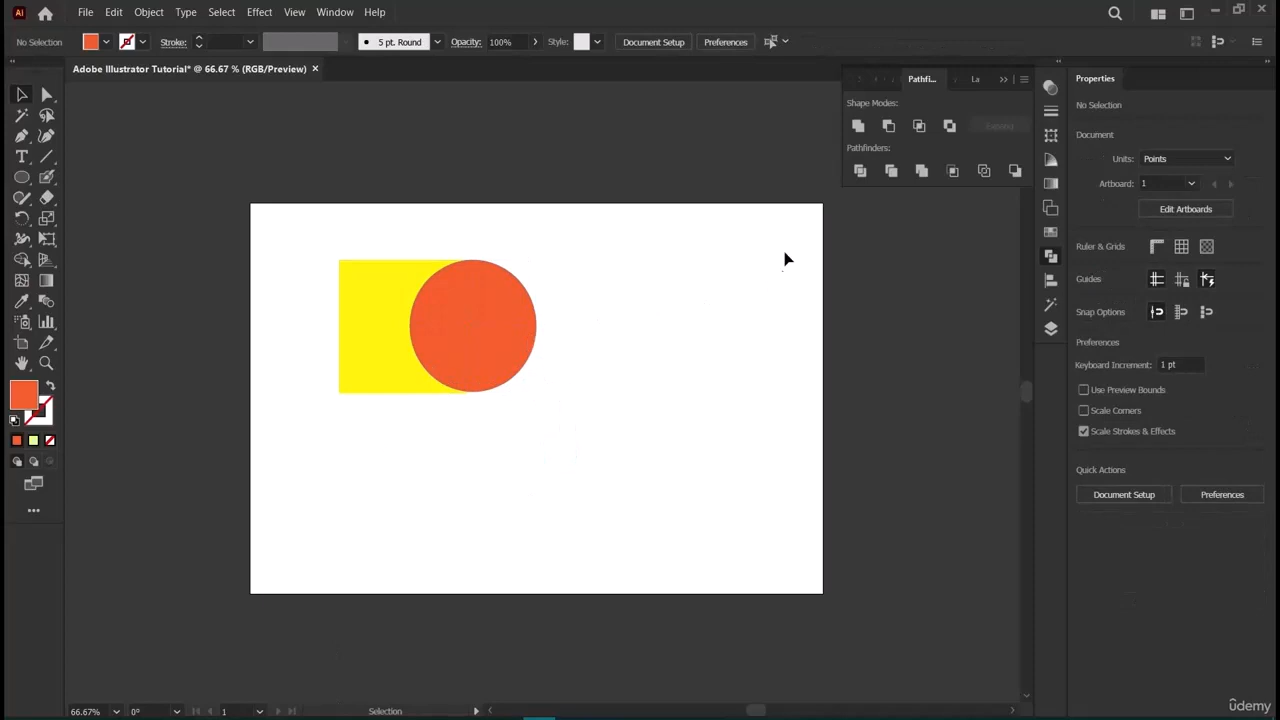 Ai File Edit Object Type Select Effect View Window Help
No Selection Stroke: 5 pt. Round Opacity: 100% Style: Document Setup Preferences
Adobe Illustrator Tutorial* @ 66.67 % (RGB/Preview) ×
Pathfi... La
Properties
Shape Modes:
No Selection
Expand
Document
Pathfinders:
Units: Points
Artboard: 1
Edit Artboards
Ruler & Grids
Guides
Snap Options
Preferences
Keyboard Increment: 1 pt
Use Preview Bounds
Scale Corners
Scale Strokes & Effects
Quick Actions
Document Setup Preferences
66.67% 0° 1 Selection
ûdemy